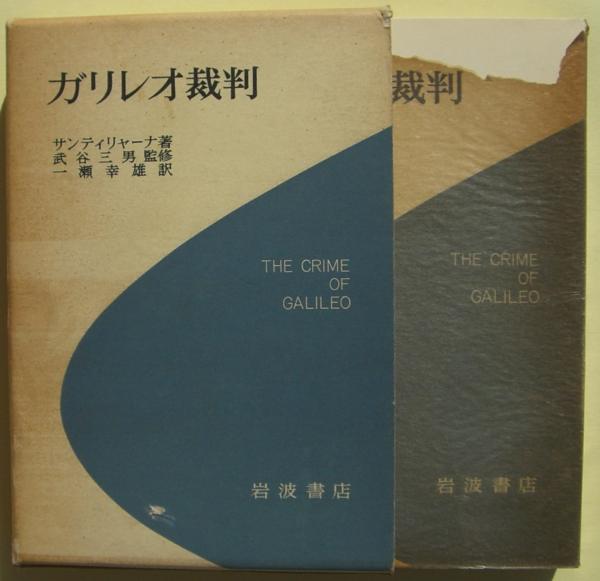 ガリレオ裁判
サンティリャーナ著
武谷三男監修
一瀬幸雄訳
THE CRIME
OF
GALILEO
岩波書店
裁判
THE CRIME
OF
GALILEO
岩波書店